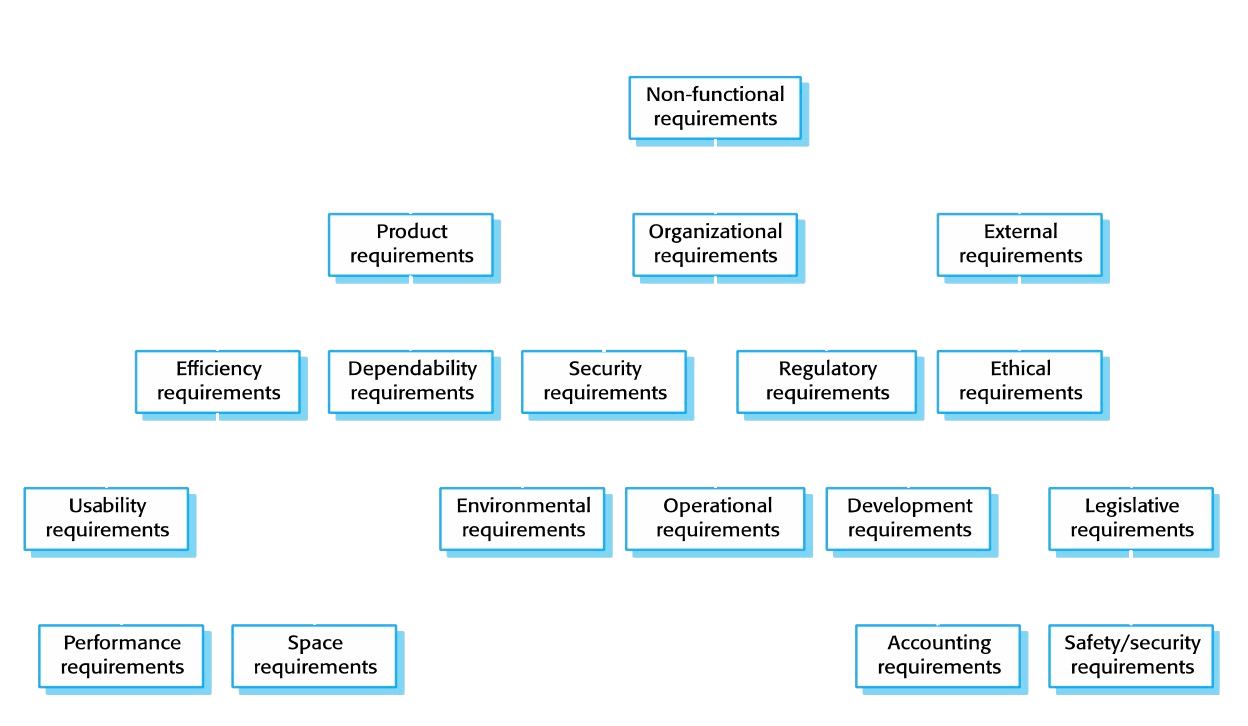 Non-functional
requirements
Product
requirements
Organizational
requirements
External
requirements
Efficiency
requirements
Dependability
requirements
Security
requirements
Regulatory
requirements
Ethical
requirements
Usability
requirements
Environmental
requirements
Operational
requirements
Development
requirements
Legislative
requirements
Performance
requirements
Space
requirements
Accounting
requirements
Safety/security
requirements